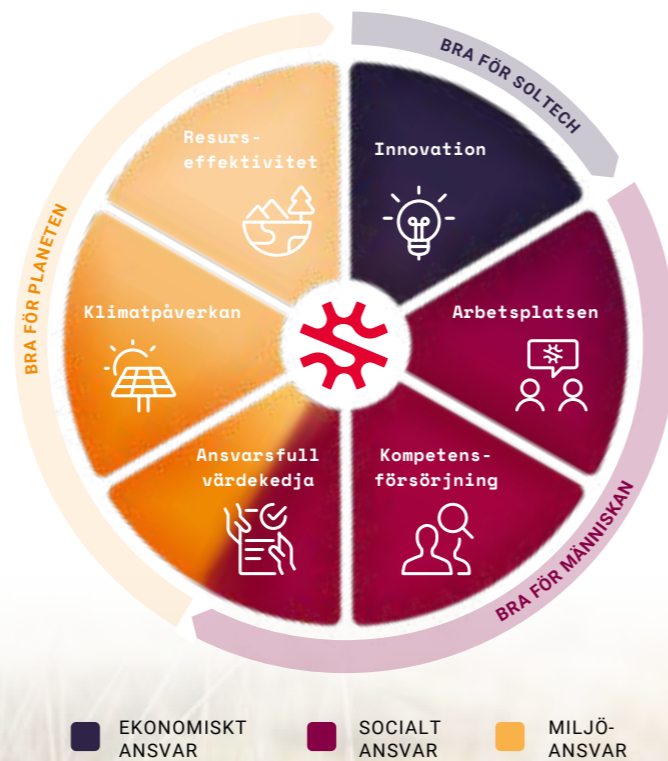 BRA FÖR SOLTECH
Resurs-
effektivitet
Innovation
BRA FÖR PLANETEN
Klimatpåverkan
Arbetsplatsen
Ansvarsfull
värdekedja
Kompetens-
försörjning
BRA FÖR MÄNNISKAN
EKONOMISKT
ANSVAR
SOCIALT
ANSVAR
MILJÖ-
ANSVAR